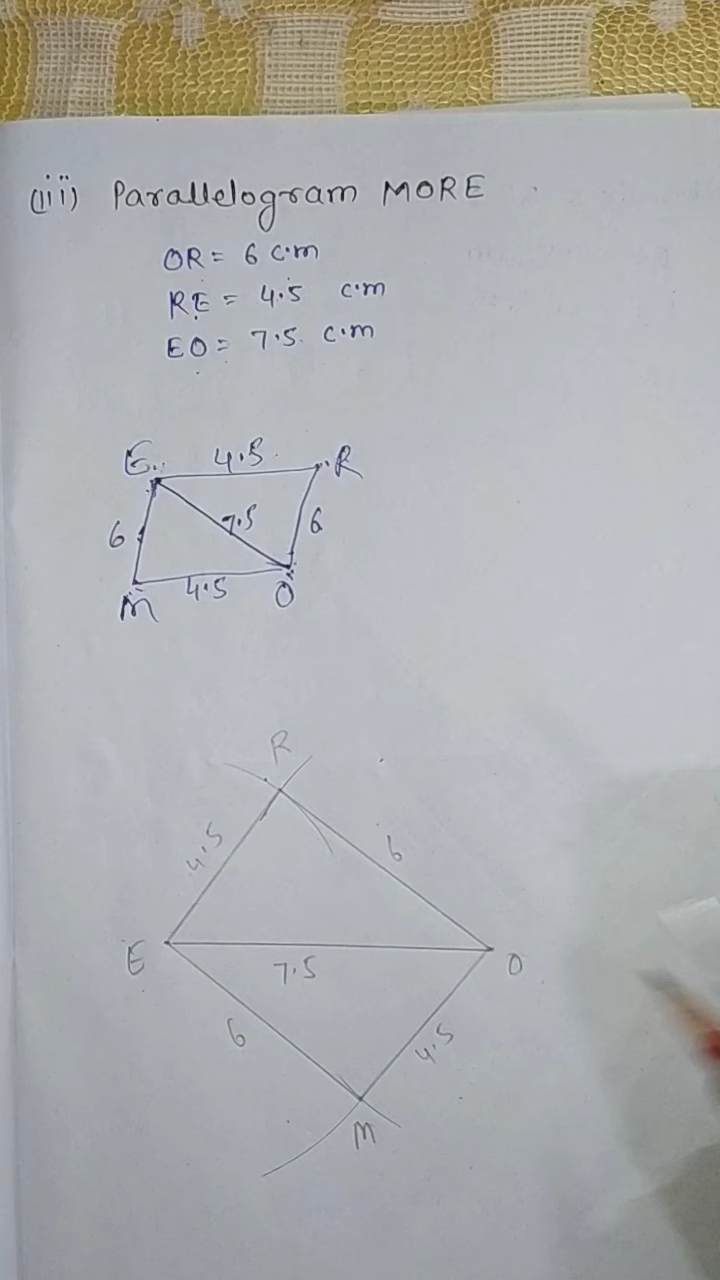 (iii) Parallelogram MORE
OR = 6 c.m
RE = 4.5 c.m
EO = 7.5. c.m
E 4.5 R
6 7.5 6
M 4.5 O
R
4.5 6
E 7.5 O
6 4.5
M